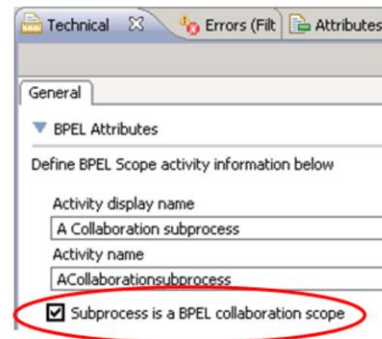 Technical Errors (Filt Attributes
General
BPEL Attributes
Define BPEL Scope activity information below
Activity display name
A Collaboration subprocess
Activity name
ACollaborationsubprocess
Subprocess is a BPEL collaboration scope